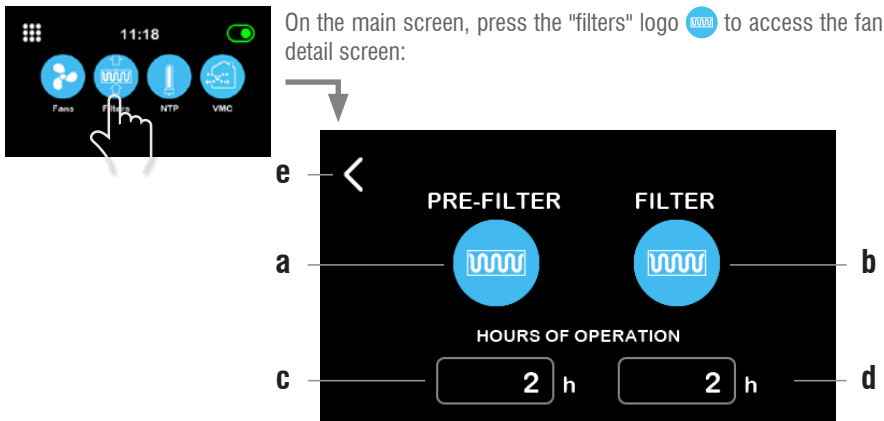 On the main screen, press the "filters" logo to access the fan
detail screen:
11:18
Fans Filters NTP VMC
e
PRE-FILTER FILTER
a b
HOURS OF OPERATION
c 2 h 2 h d